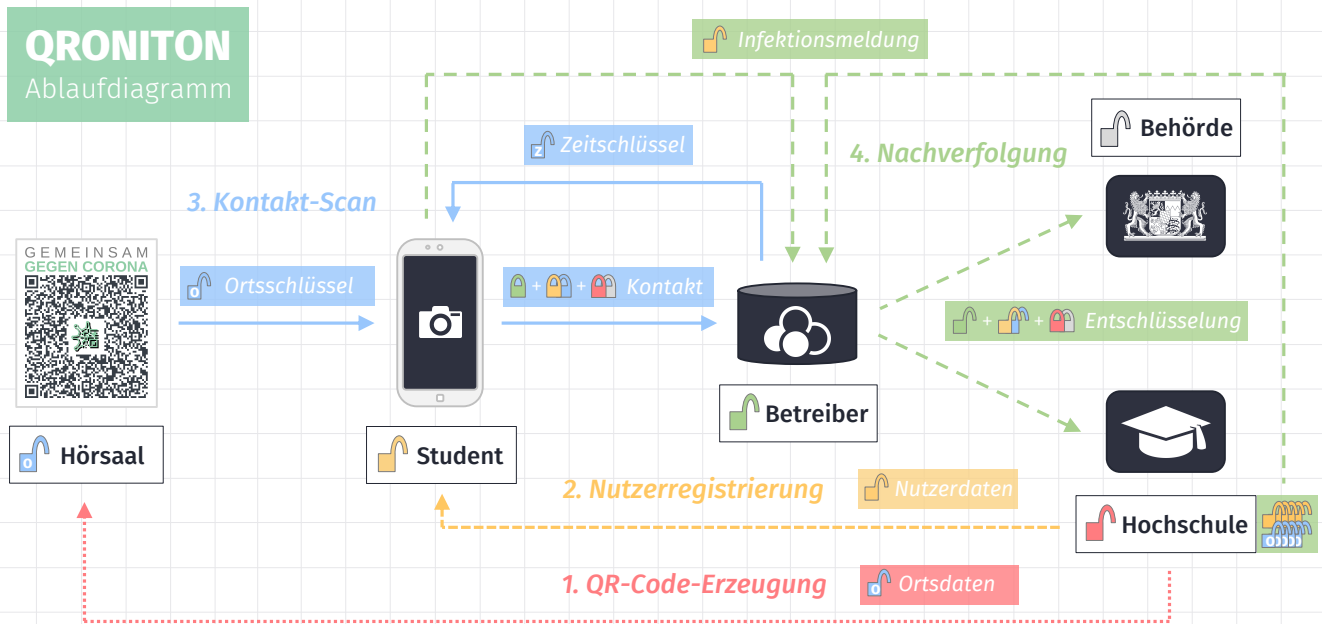 QRONITON
Ablaufdiagramm
Infektionsmeldung
Behörde
Z Zeitschlüssel
4. Nachverfolgung
3. Kontakt-Scan
GEMEINSAM
GEGEN CORONA
O Ortsschlüssel
+ + Kontakt
+ + Entschlüsselung
Betreiber
O Hörsaal
Student
2. Nutzerregistrierung
Nutzerdaten
Hochschule
1. QR-Code-Erzeugung
O Ortsdaten